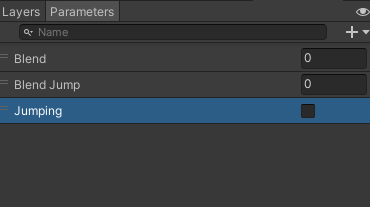 Layers Parameters
Name
Blend 0
Blend Jump 0
Jumping